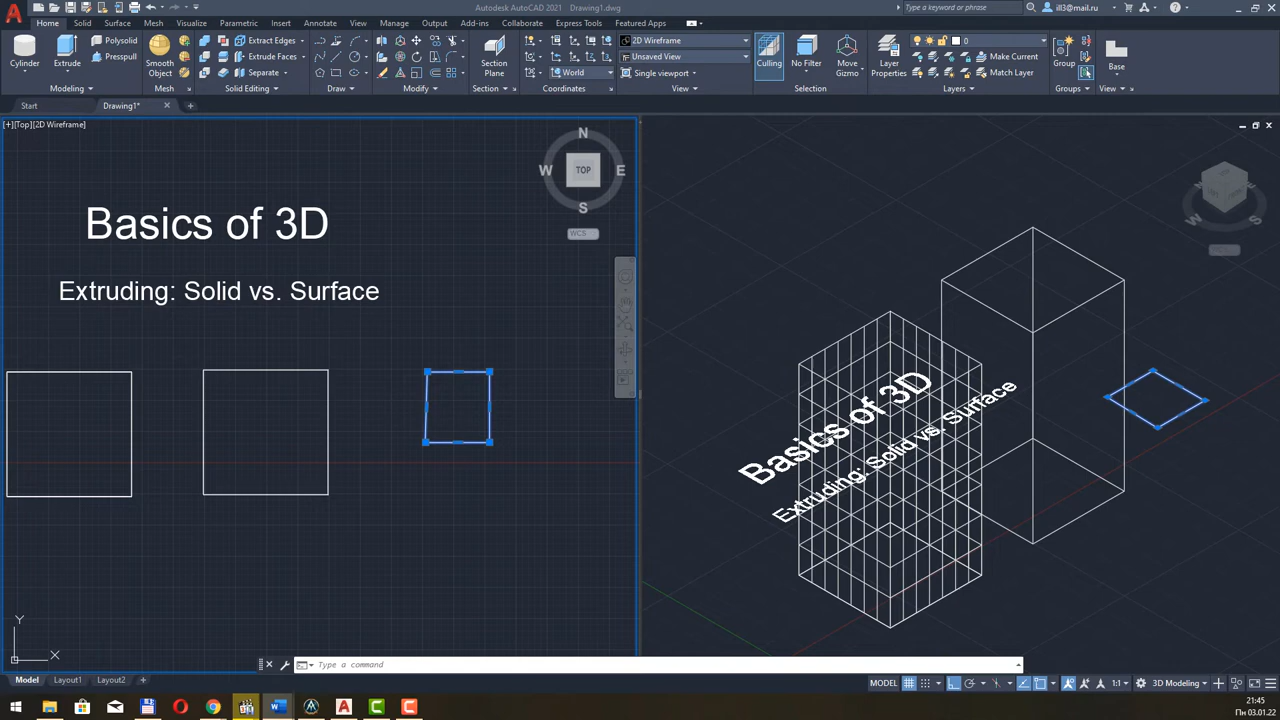 Autodesk AutoCAD 2021 Drawing1.dwg
Type a keyword or phrase
ill3@mail.ru
Home Solid Surface Mesh Visualize Parametric Insert Annotate View Manage Output Add-ins Collaborate Express Tools Featured Apps
Cylinder
Extrude
Polysolid
Presspull
Smooth Object
Extrude Edges
Extrude Faces
Separate
Section Plane
World
2D Wireframe
Unsaved View
Single viewport
Culling
No Filter
Move Gizmo
Layer Properties
0
Make Current
Match Layer
Group
Base
Modeling Mesh Solid Editing Draw Modify Section Coordinates View Selection Layers Groups View
Start Drawing1*
[+][Top][2D Wireframe]
N
W TOP E
S
WCS
Basics of 3D
Extruding: Solid vs. Surface
W S
Basics of 3D
Extruding: Solid vs. Surface
Y
X
Type a command
Model Layout1 Layout2
MODEL 1:1 3D Modeling
21:45
Пн 03.01.22